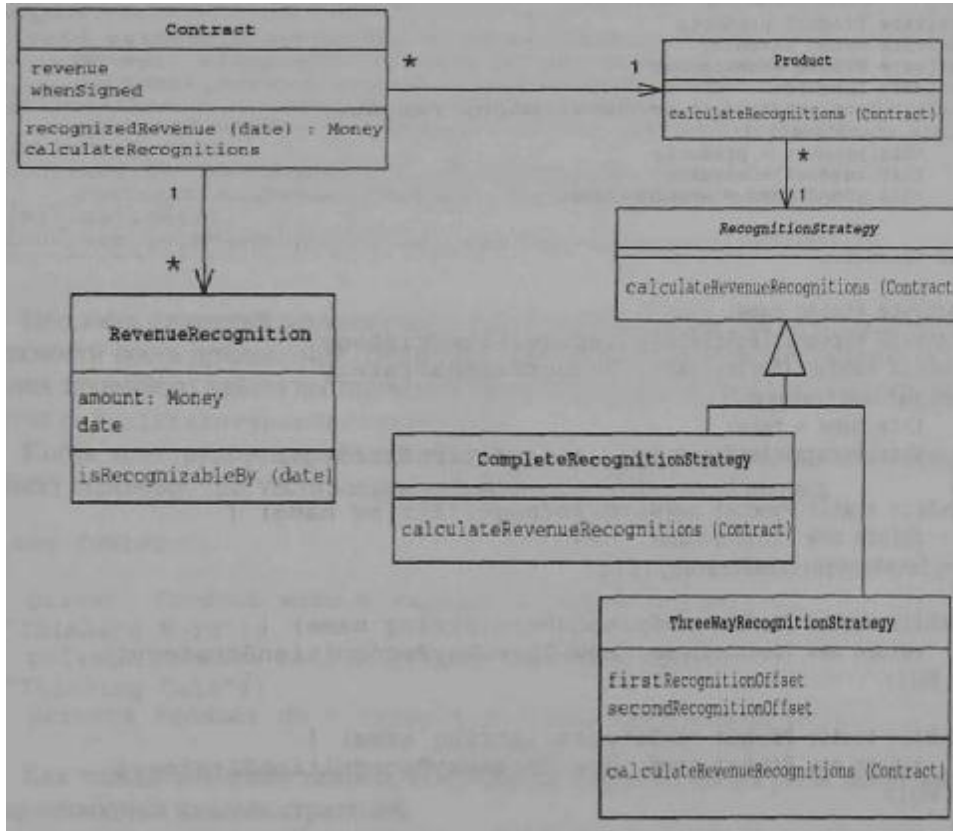 Contract
revenue
whenSigned
recognizedRevenue (date) : Money
calculateRecognitions
*
1
Product
calculateRecognitions (Contract)
*
1
RecognitionStrategy
calculateRevenueRecognitions (Contract
1
*
RevenueRecognition
amount: Money
date
isRecognizableBy (date)
CompleteRecognitionStrategy
calculateRevenueRecognitions (Contract)
ThreeWayRecognitionStrategy
firstRecognitionOffset
secondRecognitionOffset
calculateRevenueRecognitions (Contract)